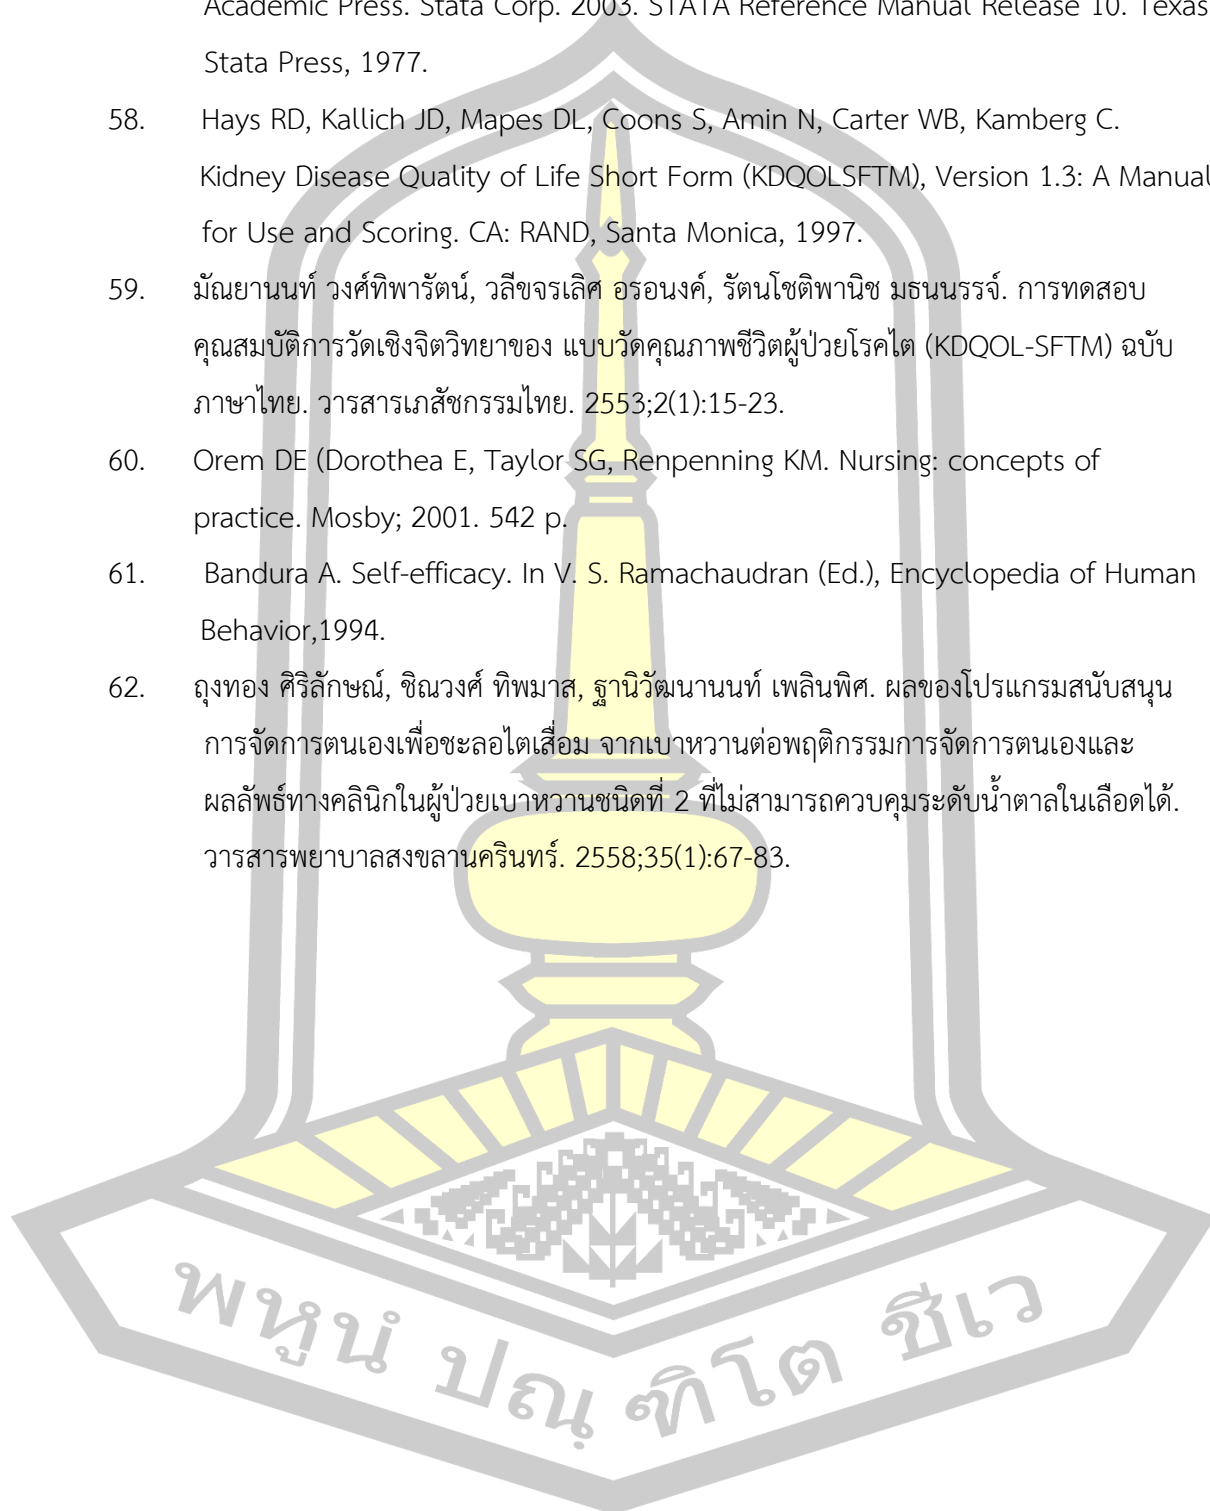 Academic Press. Stata Corp. 2003. STATA Reference Manual Release 10. Texas
Stata Press, 1977.
58. Hays RD, Kallich JD, Mapes DL, Coons S, Amin N, Carter WB, Kamberg C.
Kidney Disease Quality of Life Short Form (KDQOLSFTM), Version 1.3: A Manual
for Use and Scoring. CA: RAND, Santa Monica, 1997.
59. มัณยานนท์ วงศ์ทิพารัตน์, วลีขจรเลิศ อรอนงค์, รัตนโชติพานิช มธนนรรจ์. การทดสอบ
คุณสมบัติการวัดเชิงจิตวิทยาของ แบบวัดคุณภาพชีวิตผู้ป่วยโรคไต (KDQOL-SFTM) ฉบับ
ภาษาไทย. วารสารเภสัชกรรมไทย. 2553;2(1):15-23.
60. Orem DE (Dorothea E, Taylor SG, Renpenning KM. Nursing: concepts of
practice. Mosby; 2001. 542 p.
61. Bandura A. Self-efficacy. In V. S. Ramachaudran (Ed.), Encyclopedia of Human
Behavior,1994.
62. ถุงทอง ศิริลักษณ์, ชิณวงศ์ ทิพมาส, ฐานิวัฒนานนท์ เพลินพิศ. ผลของโปรแกรมสนับสนุน
การจัดการตนเองเพื่อชะลอไตเสื่อม จากเบาหวานต่อพฤติกรรมการจัดการตนเองและ
ผลลัพธ์ทางคลินิกในผู้ป่วยเบาหวานชนิดที่ 2 ที่ไม่สามารถควบคุมระดับน้ำตาลในเลือดได้.
วารสารพยาบาลสงขลานครินทร์. 2558;35(1):67-83.
พหูนํ ปณฺฑิโต ชีเว